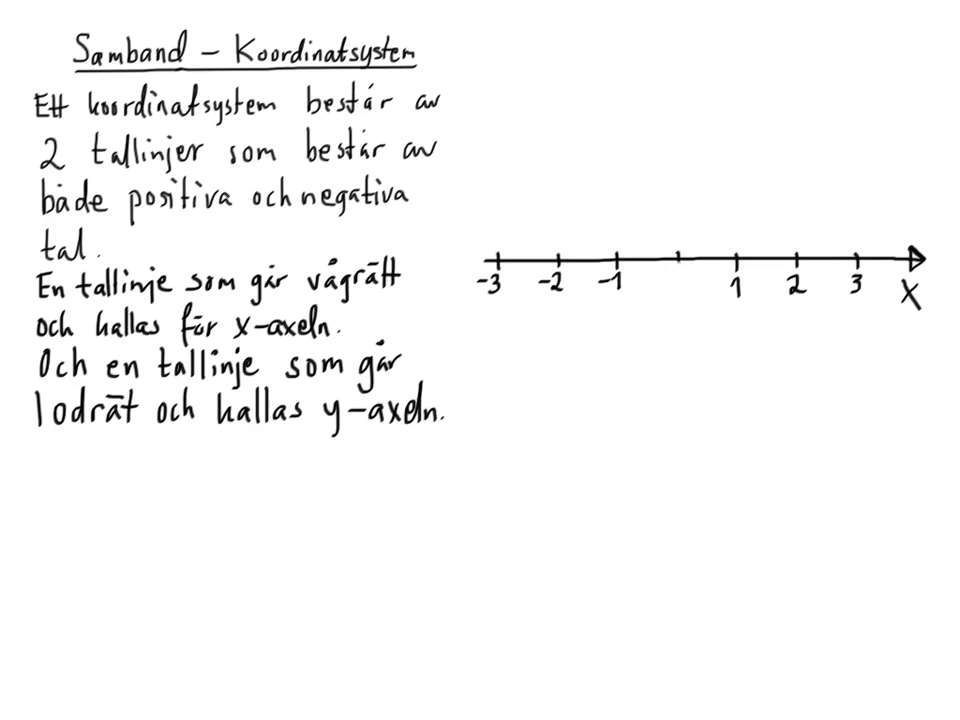 Samband – Koordinatsystem
Ett koordinatsystem består av
2 tallinjer som består av
både positiva och negativa
tal.
En tallinje som går vågrätt
och hallas för x-axeln.
Och en tallinje som går
lodrät och hallas y-axeln.
-3 -2 -1 1 2 3 X